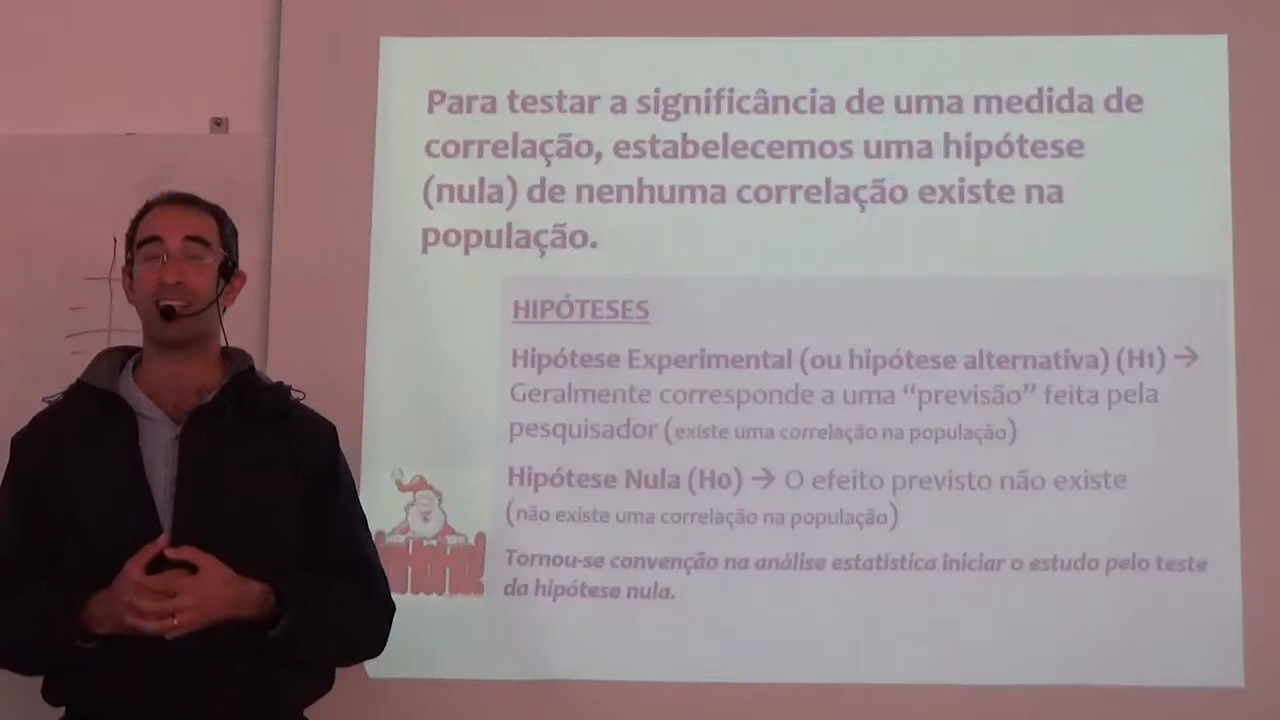 Para testar a significância de uma medida de
correlação, estabelecemos uma hipótese
(nula) de nenhuma correlação existe na
população.
HIPÓTESES
Hipótese Experimental (ou hipótese alternativa) (H1) →
Geralmente corresponde a uma “previsão” feita pela
pesquisador (existe uma correlação na população)
Hipótese Nula (H0) → O efeito previsto não existe
(não existe uma correlação na população)
Tornou-se convenção na análise estatística iniciar o estudo pelo teste
da hipótese nula.